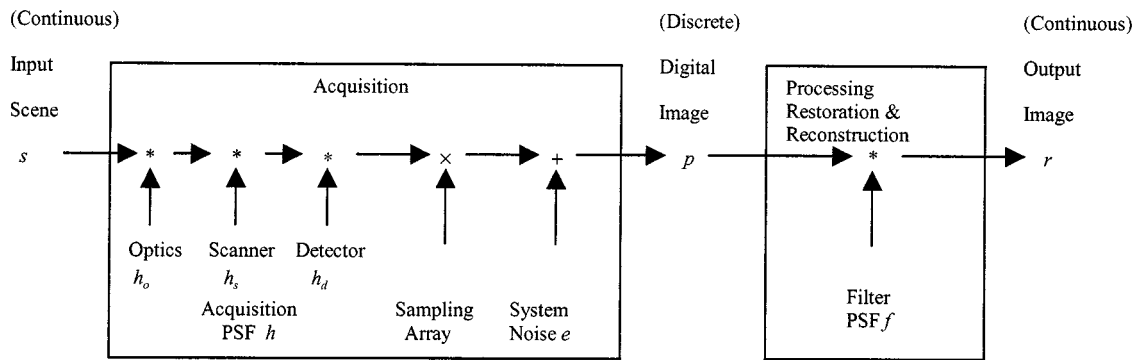 (Continuous)
Input
Scene
s
Acquisition
*
*
*
×
+
Optics
h_o
Scanner
h_s
Detector
h_d
Acquisition
PSF h
Sampling
Array
System
Noise e
(Discrete)
Digital
Image
p
Processing
Restoration &
Reconstruction
*
Filter
PSF f
(Continuous)
Output
Image
r